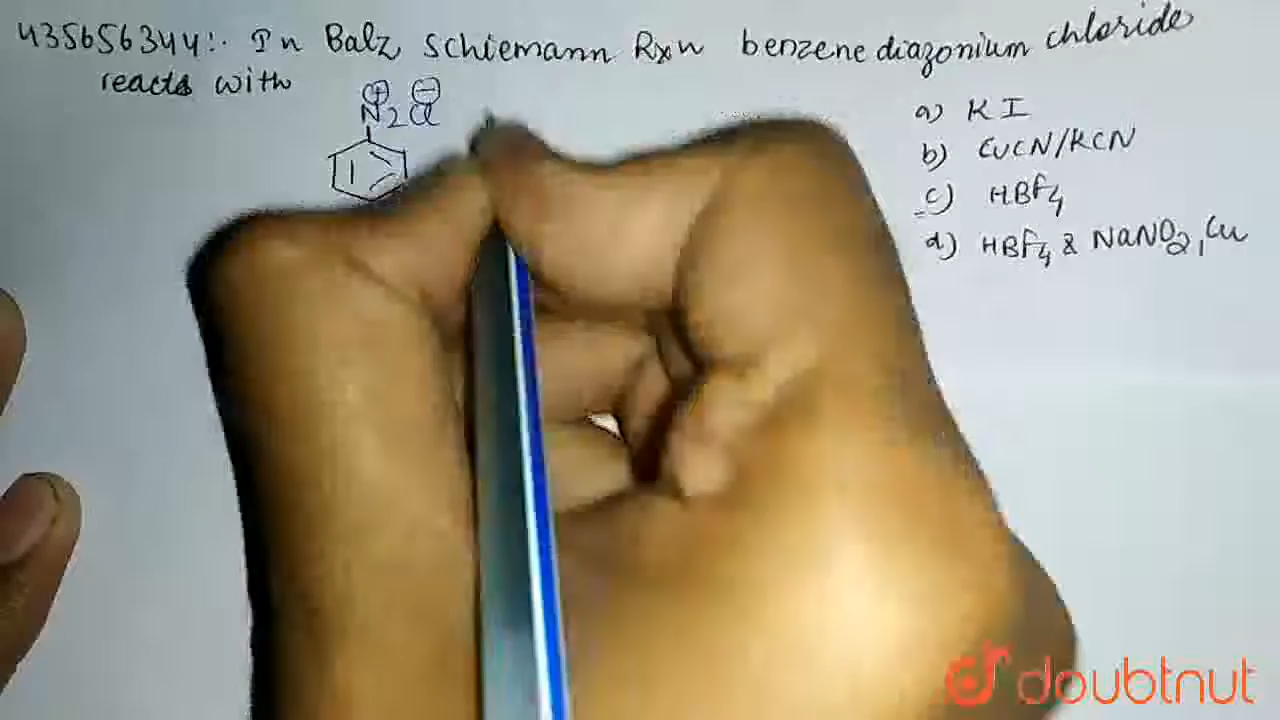 435656344:. In Balz Schiemann Rxn benzene diazonium chloride
reacts with
N2 Cl
a) KI
b) CuCN/KCN
c) HBF4
d) HBF4 & NaNO2, Cu
doubtnut